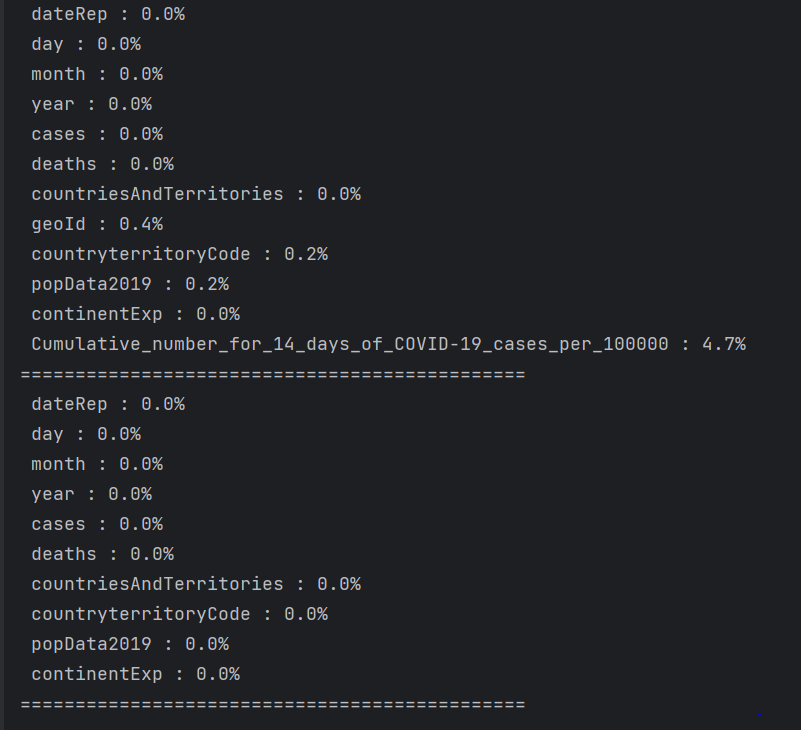 dateRep : 0.0%
day : 0.0%
month : 0.0%
year : 0.0%
cases : 0.0%
deaths : 0.0%
countriesAndTerritories : 0.0%
geoId : 0.4%
countryterritoryCode : 0.2%
popData2019 : 0.2%
continentExp : 0.0%
Cumulative_number_for_14_days_of_COVID-19_cases_per_100000 : 4.7%
==============================================
dateRep : 0.0%
day : 0.0%
month : 0.0%
year : 0.0%
cases : 0.0%
deaths : 0.0%
countriesAndTerritories : 0.0%
countryterritoryCode : 0.0%
popData2019 : 0.0%
continentExp : 0.0%
==============================================